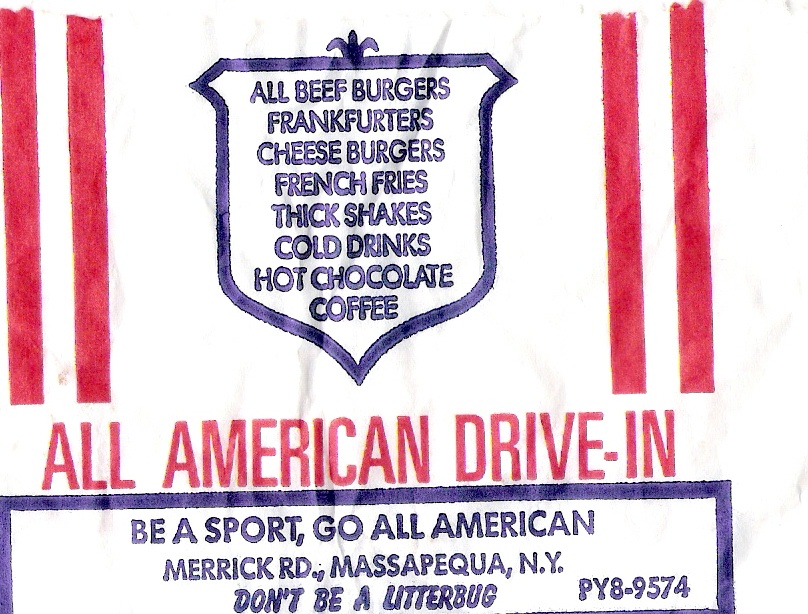 ALL BEEF BURGERS
FRANKFURTERS
CHEESE BURGERS
FRENCH FRIES
THICK SHAKES
COLD DRINKS
HOT CHOCOLATE
COFFEE
ALL AMERICAN DRIVE-IN
BE A SPORT, GO ALL AMERICAN
MERRICK RD., MASSAPEQUA, N.Y.
DON'T BE A LITTERBUG PY8-9574